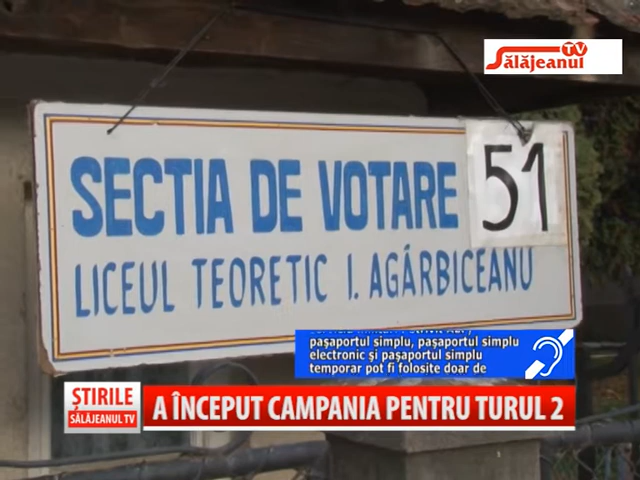 Sălăjeanul TV
SECTIA DE VOTARE 51
LICEUL TEORETIC I. AGÂRBICEANU
paşaportul simplu, paşaportul simplu
electronic şi paşaportul simplu
temporar pot fi folosite doar de
ŞTIRILE
SĂLĂJEANUL TV
A ÎNCEPUT CAMPANIA PENTRU TURUL 2